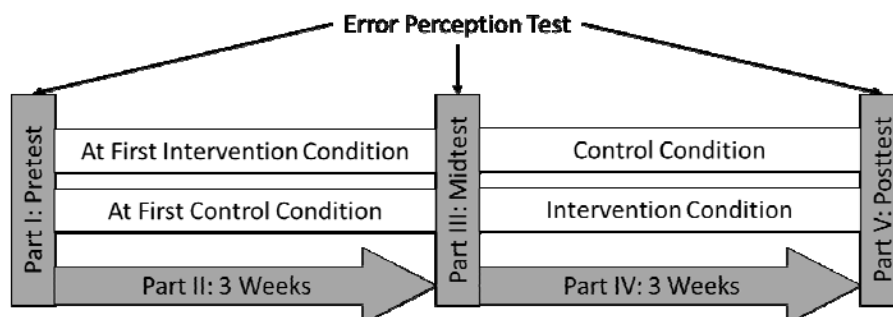 Error Perception Test
Part I: Pretest
At First Intervention Condition
At First Control Condition
Part II: 3 Weeks
Part III: Midtest
Control Condition
Intervention Condition
Part IV: 3 Weeks
Part V: Posttest